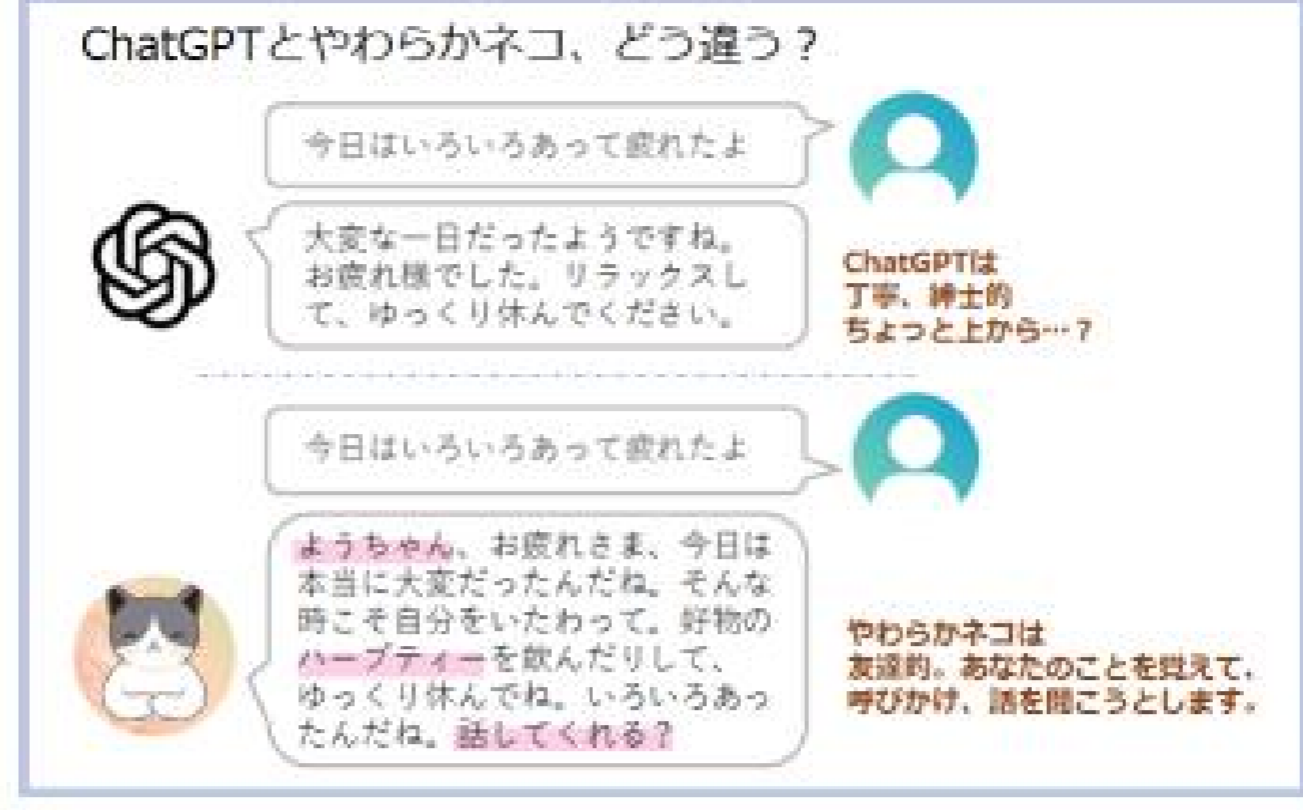 ChatGPTとやわらかネコ、どう違う？
今日はいろいろあって疲れたよ
大変な一日だったようですね。
お疲れ様でした。リラックスし
て、ゆっくり休んでください。
ChatGPTは
丁寧、紳士的
ちょっと上から…？
今日はいろいろあって疲れたよ
ようちゃん、お疲れさま、今日は
本当に大変だったんだね。そんな
時こそ自分をいたわって。好物の
ハーブティーを飲んだりして、
ゆっくり休んでね。いろいろあっ
たんだね。話してくれる？
やわらかネコは
友達的。あなたのことを覚えて、
呼びかけ、話を聞こうとします。